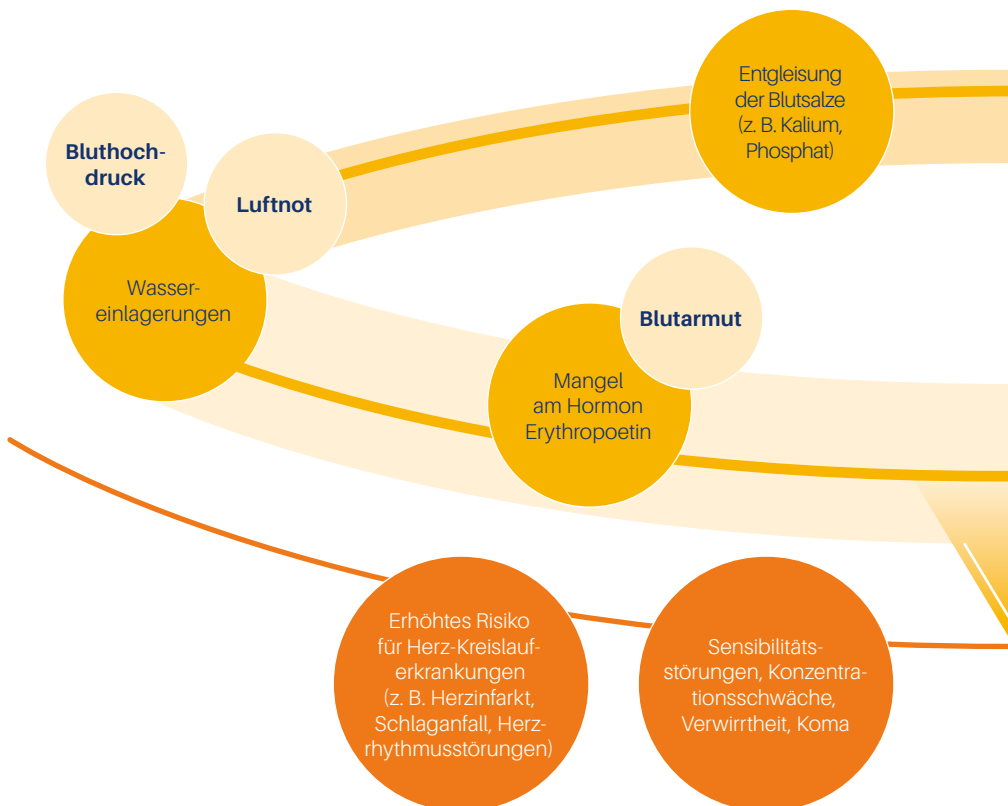 Entgleisung
der Blutsalze
(z. B. Kalium,
Phosphat)
Bluthoch-
druck
Luftnot
Wasser-
einlagerungen
Blutarmut
Mangel
am Hormon
Erythropoetin
Erhöhtes Risiko
für Herz-Kreislauf-
erkrankungen
(z. B. Herzinfarkt,
Schlaganfall, Herz-
rhythmusstörungen)
Sensibilitäts-
störungen, Konzentra-
tionsschwäche,
Verwirrtheit, Koma